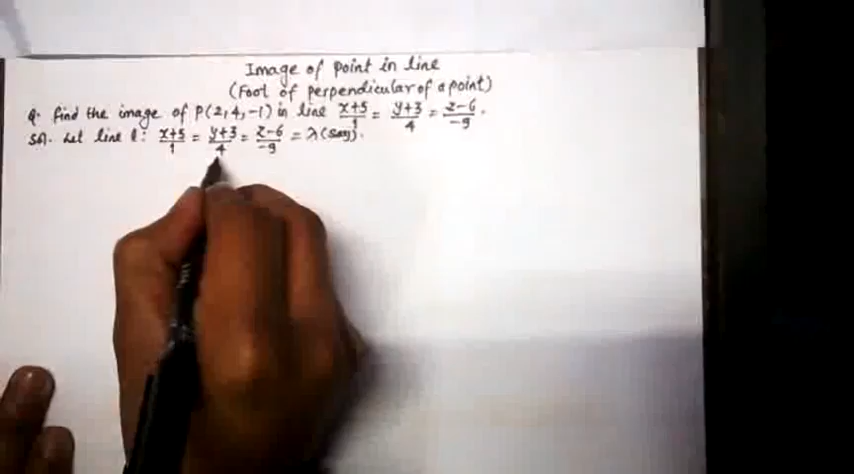 Image of point in line
(Foot of perpendicular of a point)
Q. find the image of P(2,4,-1) in line x+5/1 = y+3/4 = z-6/-9.
Sol. Let line l: x+5/1 = y+3/4 = z-6/-9 = λ(say).